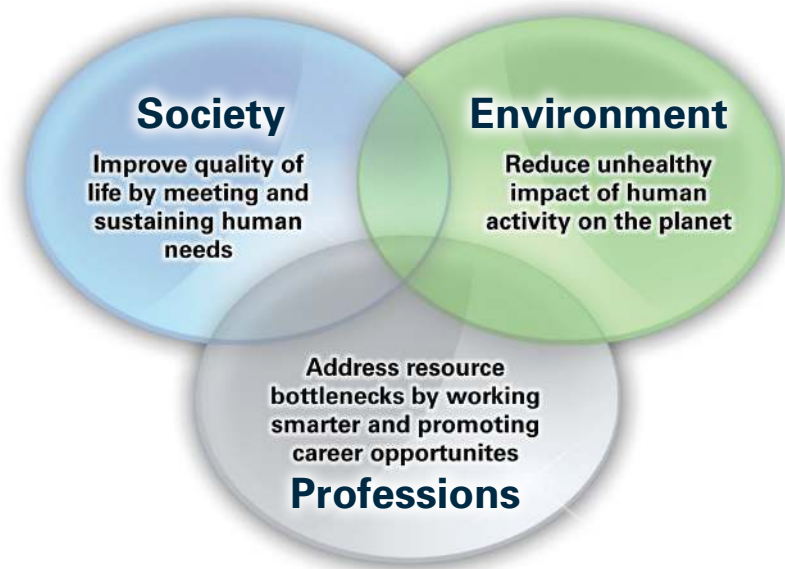 Society
Improve quality of
life by meeting and
sustaining human
needs
Environment
Reduce unhealthy
impact of human
activity on the planet
Address resource
bottlenecks by working
smarter and promoting
career opportunites
Professions